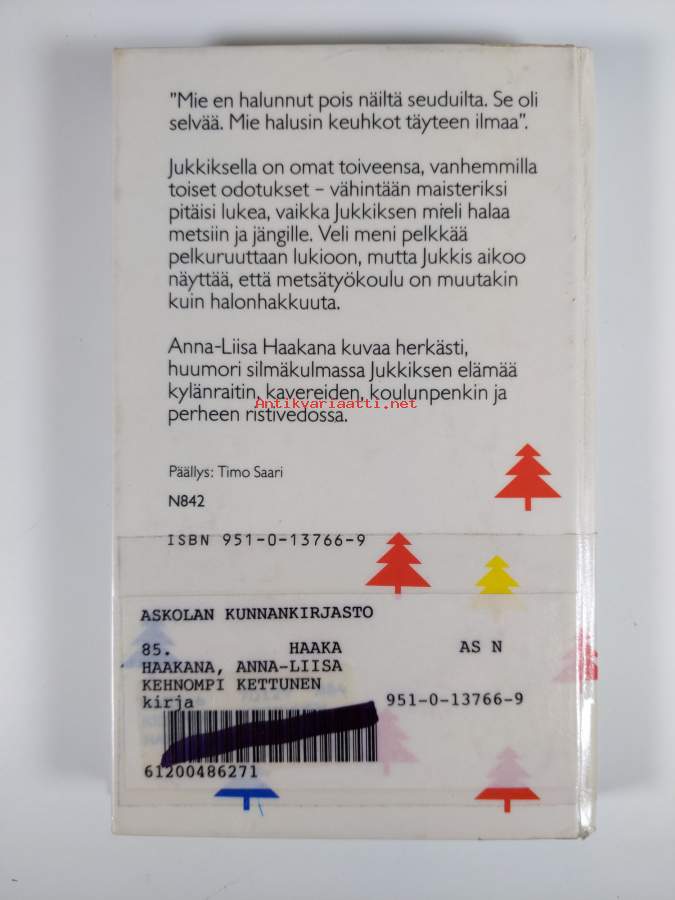 "Mie en halunnut pois näiltä seuduilta. Se oli
selvää. Mie halusin keuhkot täyteen ilmaa".
Jukkiksella on omat toiveensa, vanhemmilla
toiset odotukset – vähintään maisteriksi
pitäisi lukea, vaikka Jukkiksen mieli halaa
metsiin ja jängille. Veli meni pelkkää
pelkuruuttaan lukioon, mutta Jukkis aikoo
näyttää, että metsätyökoulu on muutakin
kuin halonhakkuuta.
Anna-Liisa Haakana kuvaa herkästi,
huumori silmäkulmassa Jukkiksen elämää
kylänraitin, kavereiden, koulunpenkin ja
Antikvariaatti.net
perheen ristivedossa.
Päällys: Timo Saari
N842
ISBN 951-0-13766-9
ASKOLAN KUNNANKIRJASTO
85. HAAKA AS N
HAAKANA, ANNA-LIISA
KEHNOMPI KETTUNEN
kirja 951-0-13766-9
61200486271